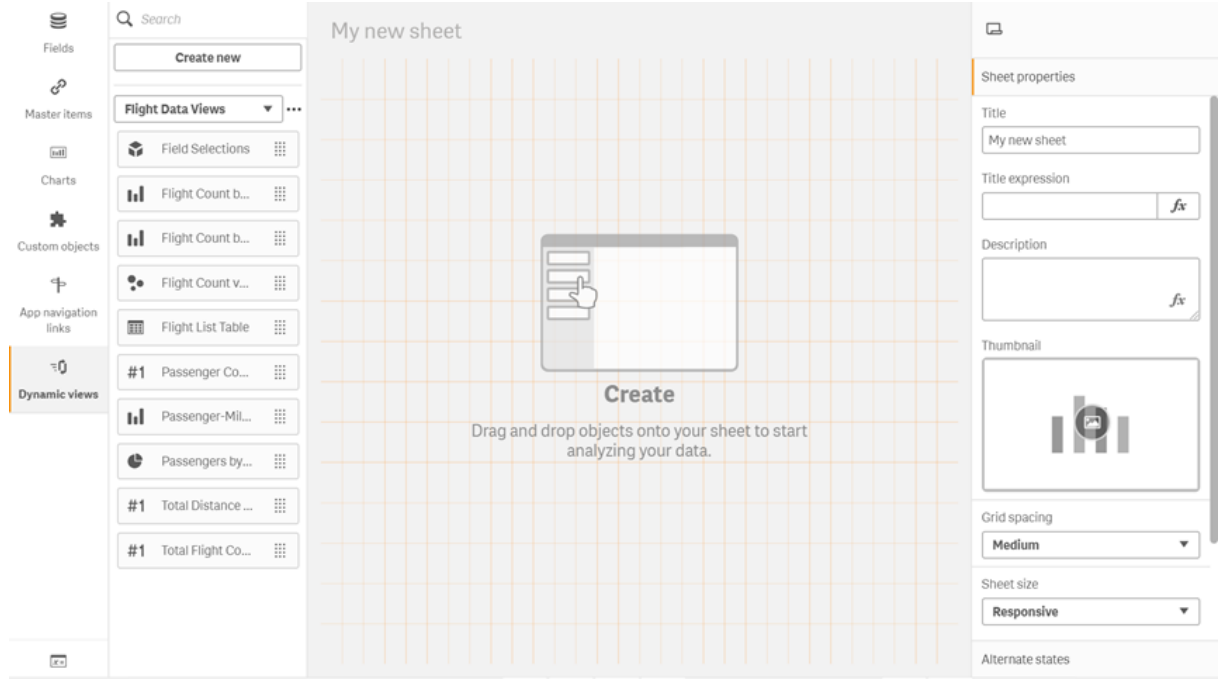 Fields
Master items
Charts
Custom objects
App navigation
links
Dynamic views
Search
Create new
Flight Data Views
Field Selections
Flight Count b...
Flight Count b...
Flight Count v...
Flight List Table
#1 Passenger Co...
Passenger-Mil...
Passengers by...
#1 Total Distance ...
#1 Total Flight Co...
My new sheet
Create
Drag and drop objects onto your sheet to start
analyzing your data.
Sheet properties
Title
My new sheet
Title expression
fx
Description
fx
Thumbnail
Grid spacing
Medium
Sheet size
Responsive
Alternate states